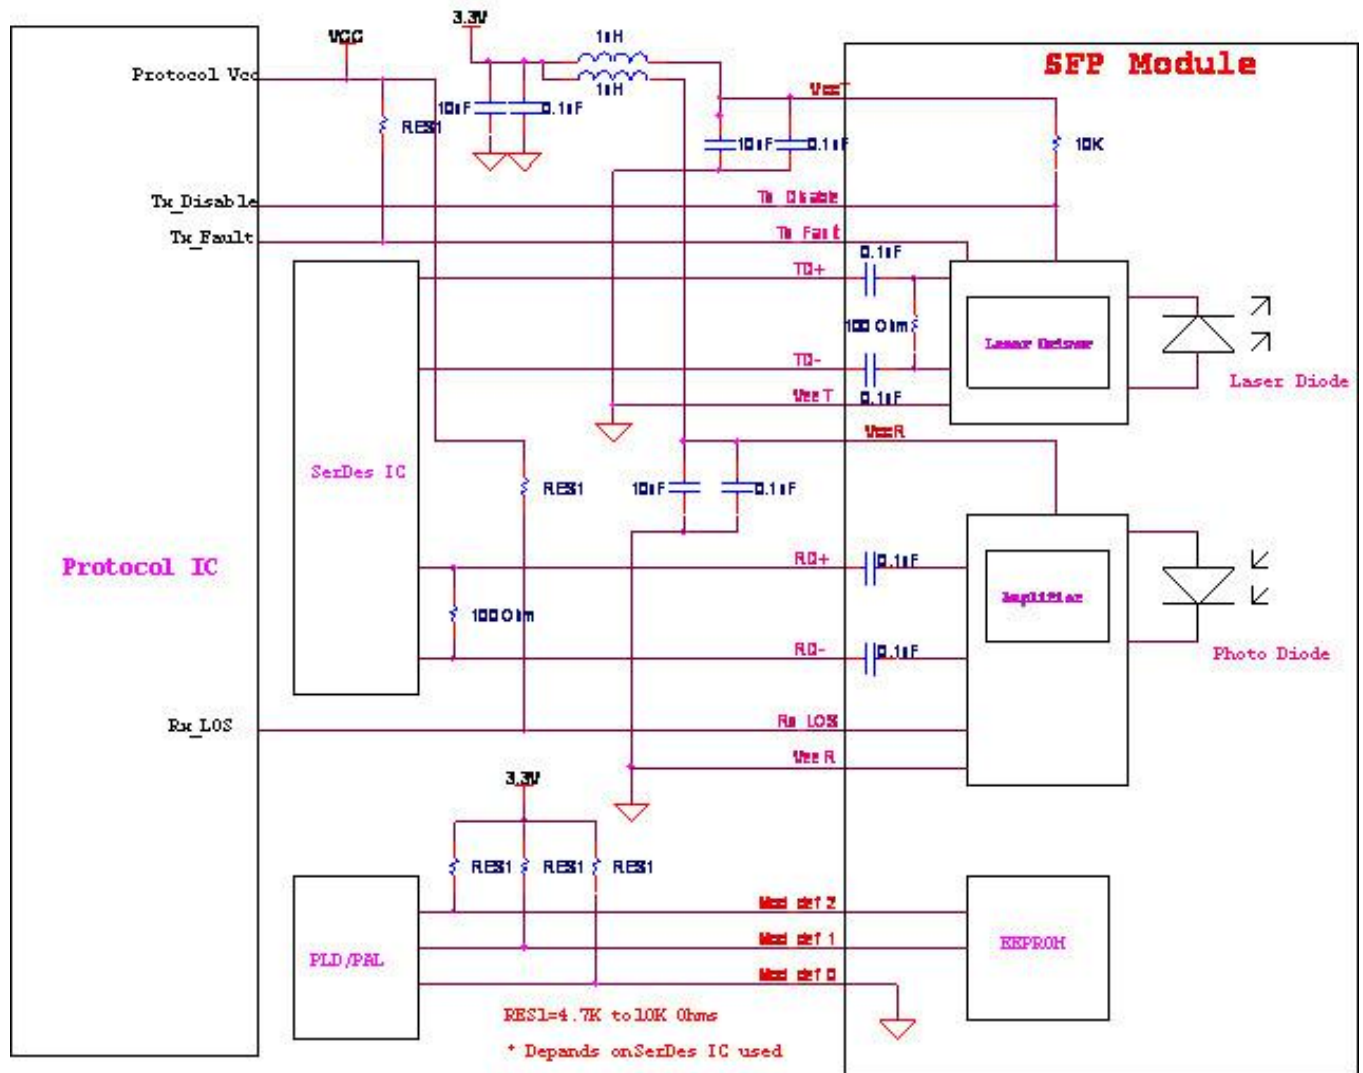 3.3V
1uH
VCC
SFP Module
Protocol Vcc
1uH
VccT
10uF
0.1uF
RES1
10uF
0.1uF
10K
Tx_Disable
Tx Disable
Tx_Fault
Tx Fault
0.1uF
TD+
100 Ohm
Laser Driver
TD-
Laser Diode
VeeT
0.1uF
VccR
SerDes IC
RES1
10uF
0.1uF
Protocol IC
RD+
0.1uF
Amplifier
100 Ohm
RD-
0.1uF
Photo Diode
Rx_LOS
Rx LOS
VeeR
3.3V
RES1
RES1
RES1
Mod def 2
Mod def 1
EEPROM
PLD/PAL
Mod def 0
RES1=4.7K to10K Ohms
* Depands onSerDes IC used